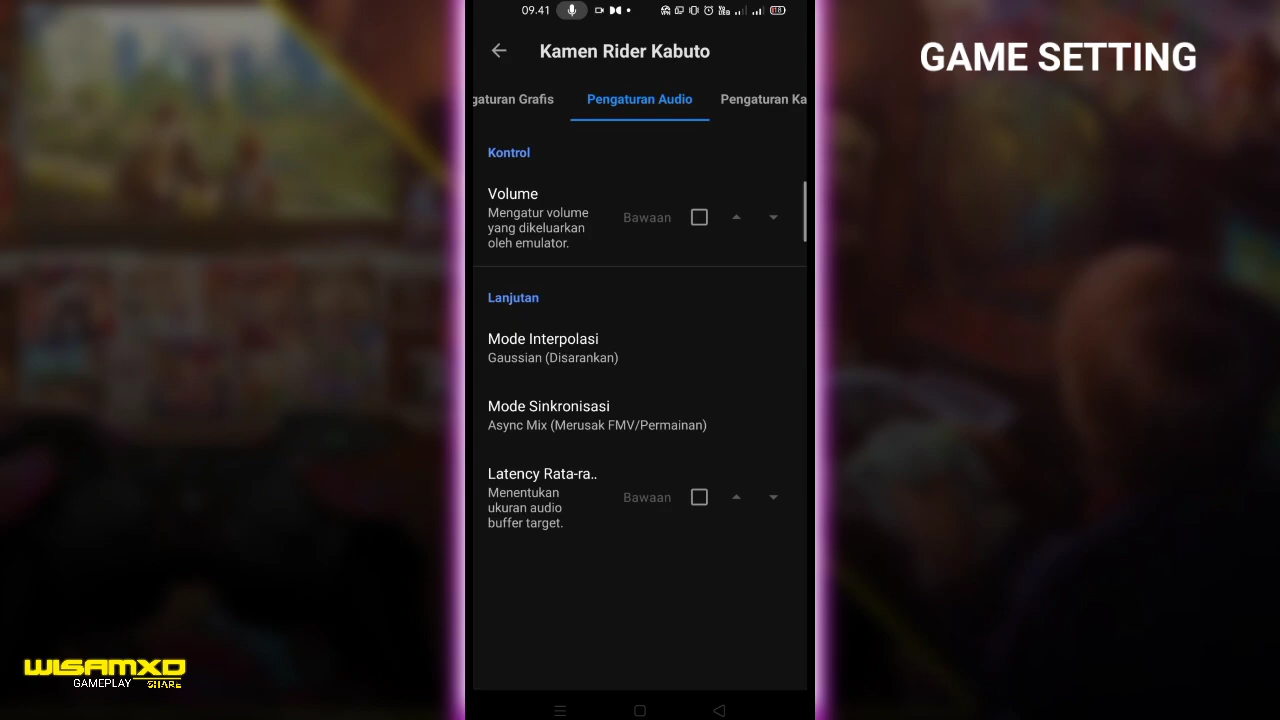 09.41
GAME SETTING
Kamen Rider Kabuto
gaturan Grafis
Pengaturan Audio
Pengaturan Ka
Kontrol
Volume
Mengatur volume
yang dikeluarkan
oleh emulator.
Bawaan
Lanjutan
Mode Interpolasi
Gaussian (Disarankan)
Mode Sinkronisasi
Async Mix (Merusak FMV/Permainan)
Latency Rata-ra..
Menentukan
ukuran audio
buffer target.
Bawaan
WISAMXD
GAMEPLAY
SHARE